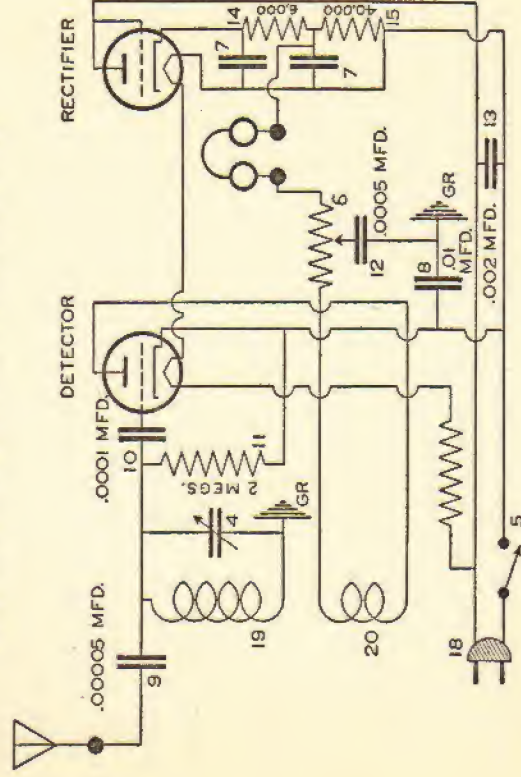 RECTIFIER
14
6,000
40,000
15
7
7
DETECTOR
.0001 MFD.
10
.00005 MFD.
9
2 MEGS.
11
4
GR
19
20
6
.0005 MFD.
12
8
.01
MFD.
GR
.002 MFD.
13
18
5